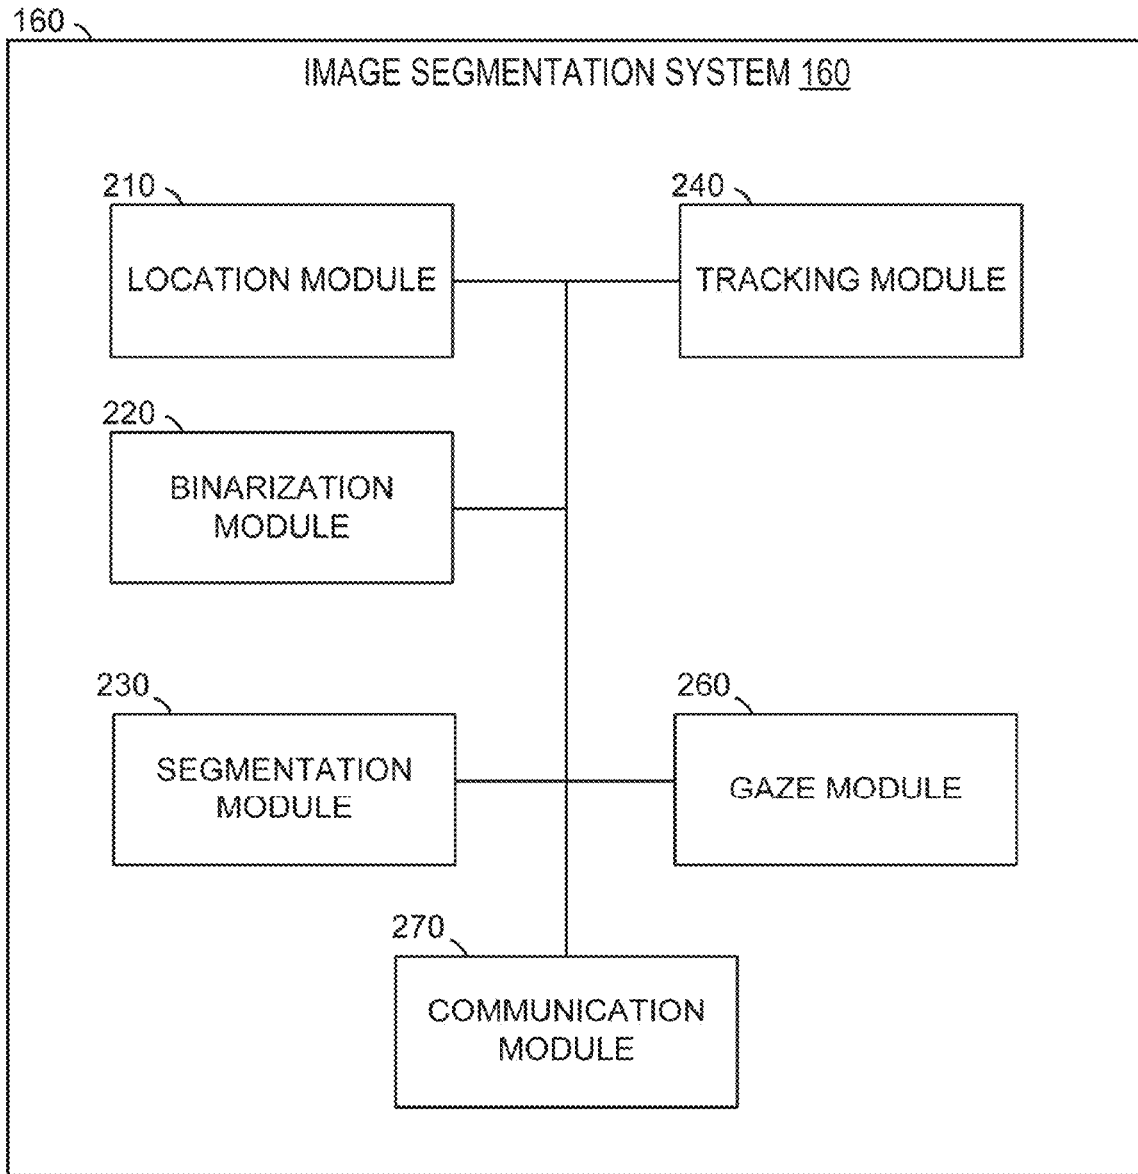 160
IMAGE SEGMENTATION SYSTEM 160
210
LOCATION MODULE
240
TRACKING MODULE
220
BINARIZATION
MODULE
230
SEGMENTATION
MODULE
260
GAZE MODULE
270
COMMUNICATION
MODULE